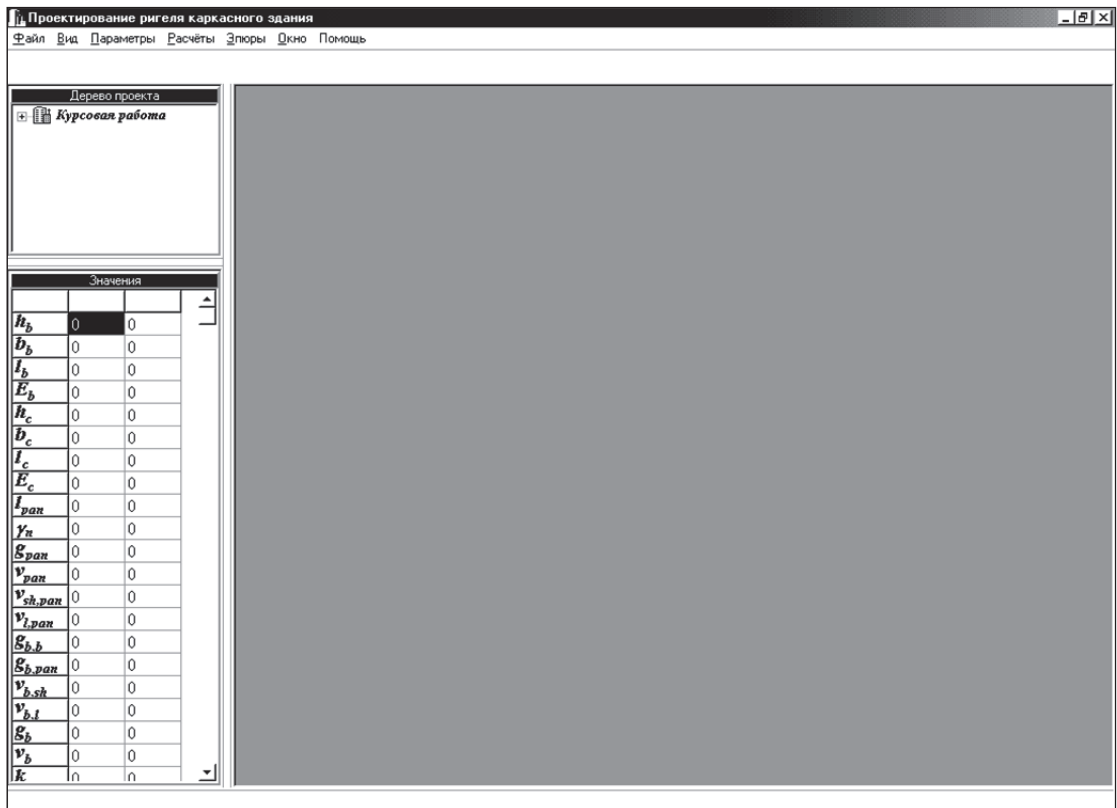 Проектирование ригеля каркасного здания
Файл Вид Параметры Расчёты Эпюры Окно Помощь
Дерево проекта
Курсовая работа
Значения
h_b 0 0
b_b 0 0
l_b 0 0
E_b 0 0
h_c 0 0
b_c 0 0
l_c 0 0
E_c 0 0
l_pan 0 0
γ_n 0 0
g_pan 0 0
v_pan 0 0
v_sh,pan 0 0
v_l,pan 0 0
g_b.b 0 0
g_b,pan 0 0
v_b.sh 0 0
v_b.l 0 0
g_b 0 0
v_b 0 0
k 0 0